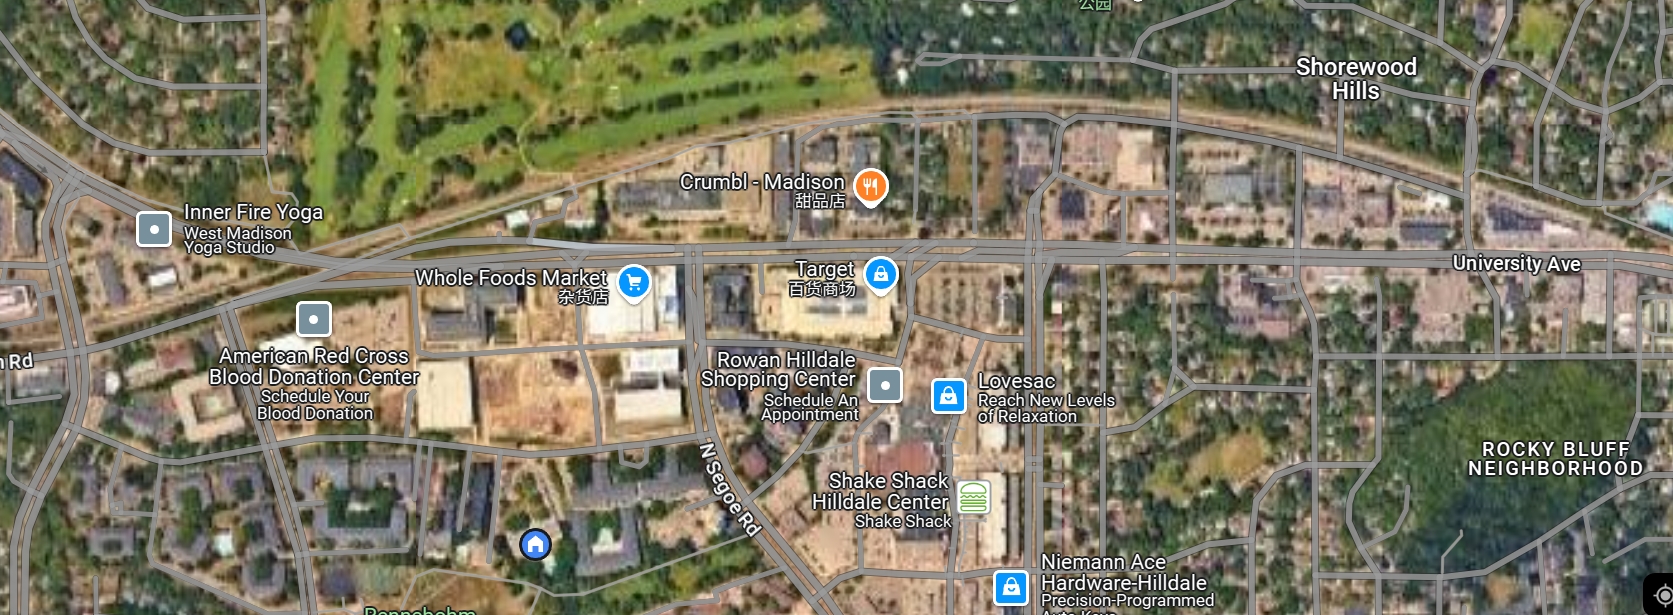 公园
Shorewood
Hills
Crumbl - Madison
甜品店
Inner Fire Yoga
West Madison
Yoga Studio
University Ave
Whole Foods Market
杂货店
Target
百货商场
American Red Cross
Blood Donation Center
Schedule Your
Blood Donation
Rd
Rowan Hilldale
Shopping Center
Schedule An
Appointment
Lovesac
Reach New Levels
of Relaxation
ROCKY BLUFF
NEIGHBORHOOD
N Segoe Rd
Shake Shack
Hilldale Center
Shake Shack
Niemann Ace
Hardware-Hilldale
Precision-Programmed
Auto Keys
Rennebohm